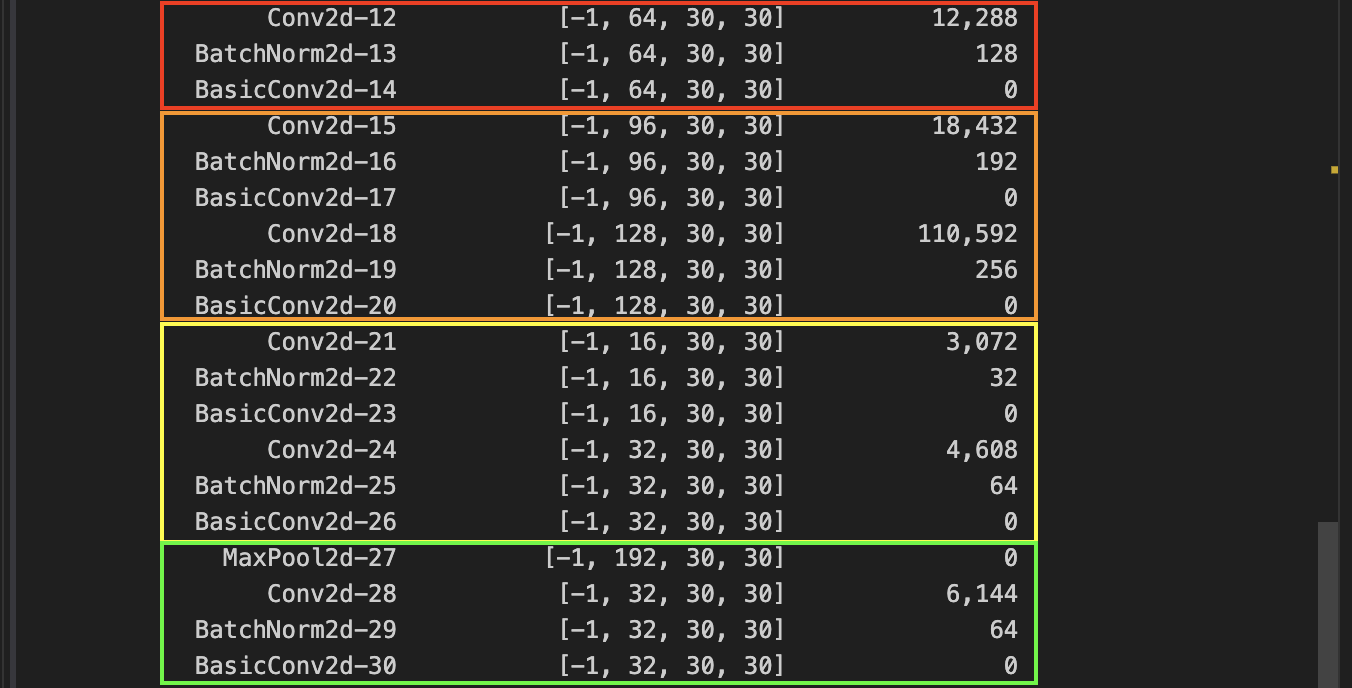 Conv2d-12 [-1, 64, 30, 30] 12,288
BatchNorm2d-13 [-1, 64, 30, 30] 128
BasicConv2d-14 [-1, 64, 30, 30] 0
Conv2d-15 [-1, 96, 30, 30] 18,432
BatchNorm2d-16 [-1, 96, 30, 30] 192
BasicConv2d-17 [-1, 96, 30, 30] 0
Conv2d-18 [-1, 128, 30, 30] 110,592
BatchNorm2d-19 [-1, 128, 30, 30] 256
BasicConv2d-20 [-1, 128, 30, 30] 0
Conv2d-21 [-1, 16, 30, 30] 3,072
BatchNorm2d-22 [-1, 16, 30, 30] 32
BasicConv2d-23 [-1, 16, 30, 30] 0
Conv2d-24 [-1, 32, 30, 30] 4,608
BatchNorm2d-25 [-1, 32, 30, 30] 64
BasicConv2d-26 [-1, 32, 30, 30] 0
MaxPool2d-27 [-1, 192, 30, 30] 0
Conv2d-28 [-1, 32, 30, 30] 6,144
BatchNorm2d-29 [-1, 32, 30, 30] 64
BasicConv2d-30 [-1, 32, 30, 30] 0